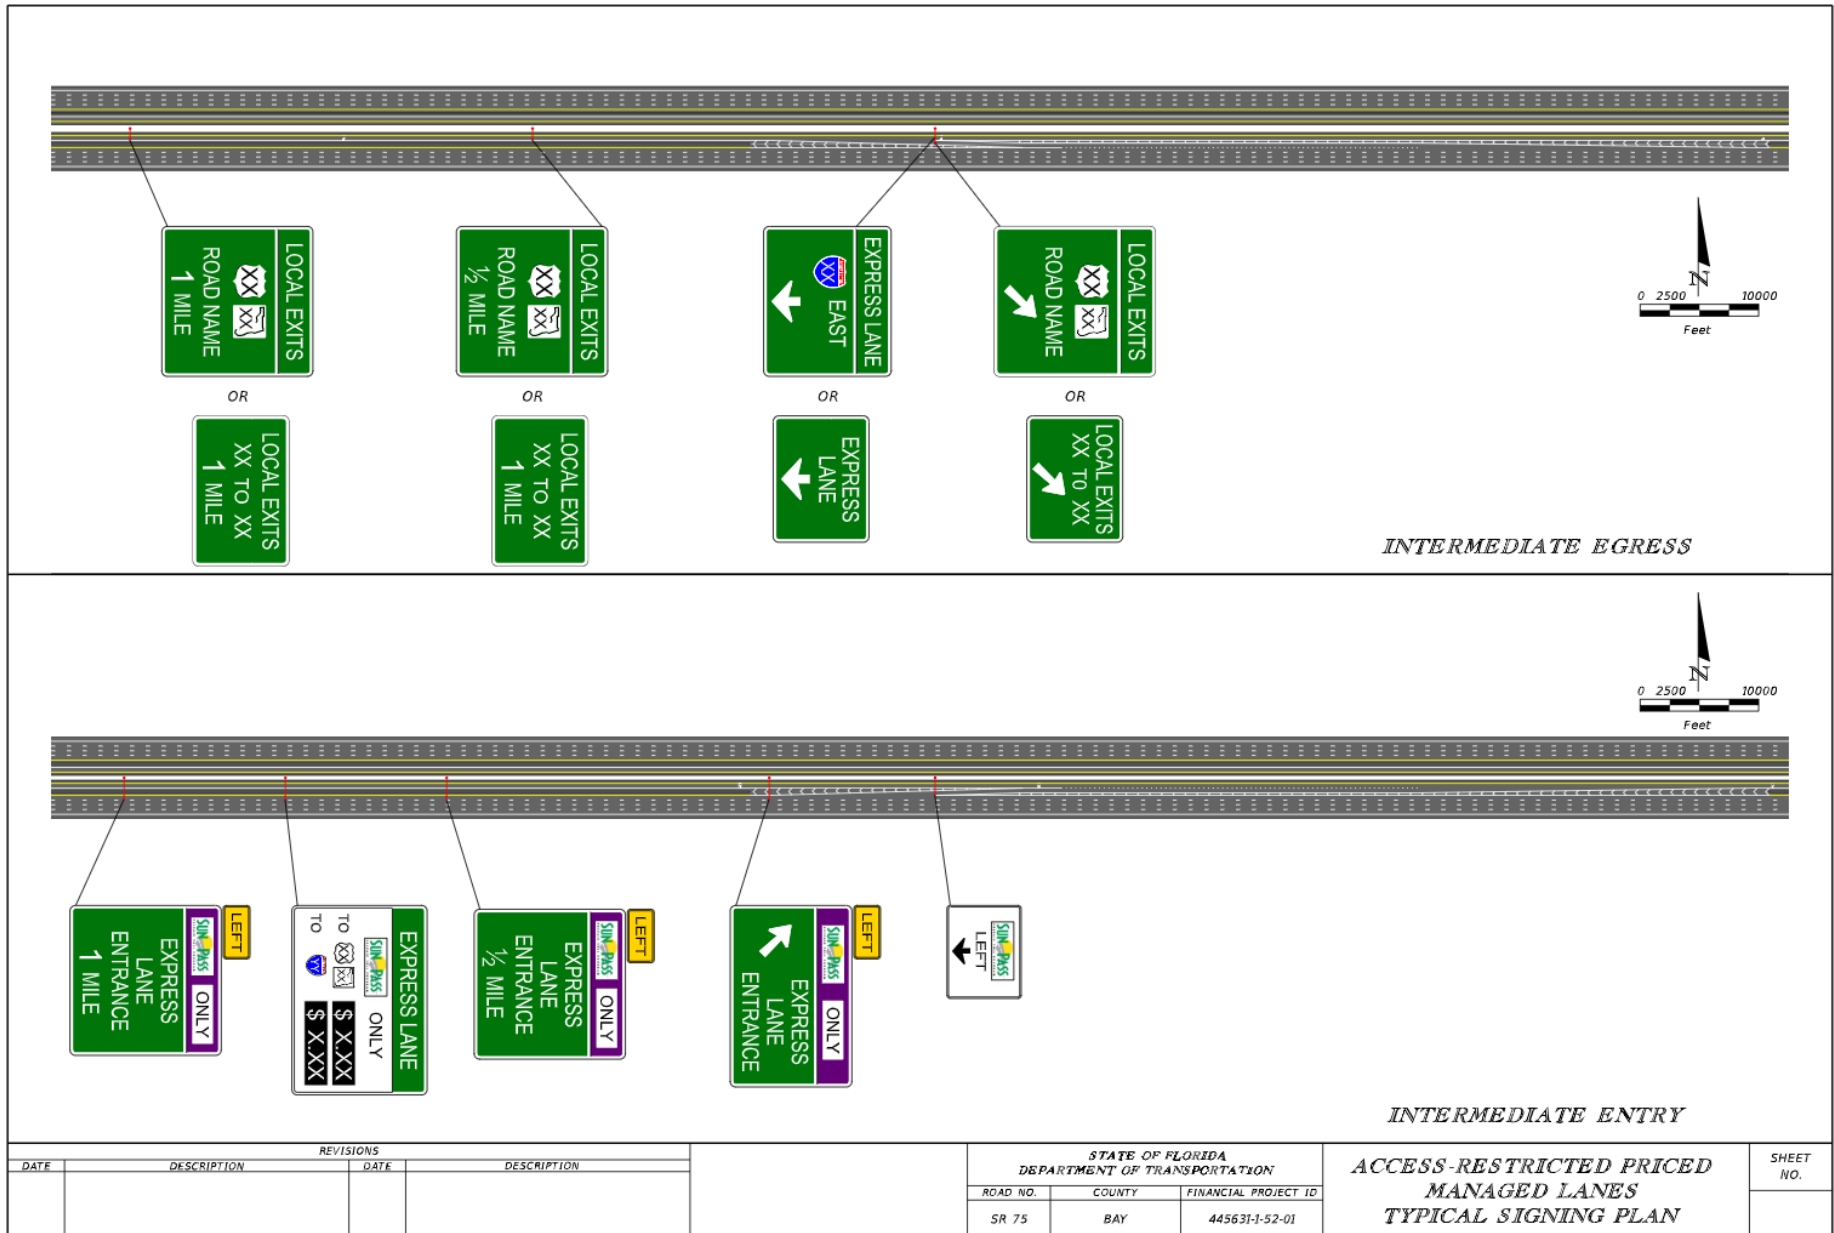 LOCAL EXITS
XX XX
ROAD NAME
1 MILE
OR
LOCAL EXITS
XX TO XX
1 MILE
LOCAL EXITS
XX XX
ROAD NAME
½ MILE
OR
LOCAL EXITS
XX TO XX
1 MILE
EXPRESS LANE
XX EAST
OR
EXPRESS
LANE
LOCAL EXITS
XX XX
ROAD NAME
OR
LOCAL EXITS
XX TO XX
N
0 2500 10000
Feet
INTERMEDIATE EGRESS
N
0 2500 10000
Feet
LEFT
SUNPASS ONLY
EXPRESS
LANE
ENTRANCE
1 MILE
EXPRESS LANE
SUNPASS ONLY
TO XX XX $ X.XX
TO YY $ X.XX
LEFT
SUNPASS ONLY
EXPRESS
LANE
ENTRANCE
½ MILE
LEFT
SUNPASS ONLY
EXPRESS
LANE
ENTRANCE
SUNPASS
LEFT
INTERMEDIATE ENTRY
REVISIONS
DATE DESCRIPTION DATE DESCRIPTION
STATE OF FLORIDA
DEPARTMENT OF TRANSPORTATION
ROAD NO. COUNTY FINANCIAL PROJECT ID
SR 75 BAY 445631-1-52-01
ACCESS-RESTRICTED PRICED
MANAGED LANES
TYPICAL SIGNING PLAN
SHEET
NO.